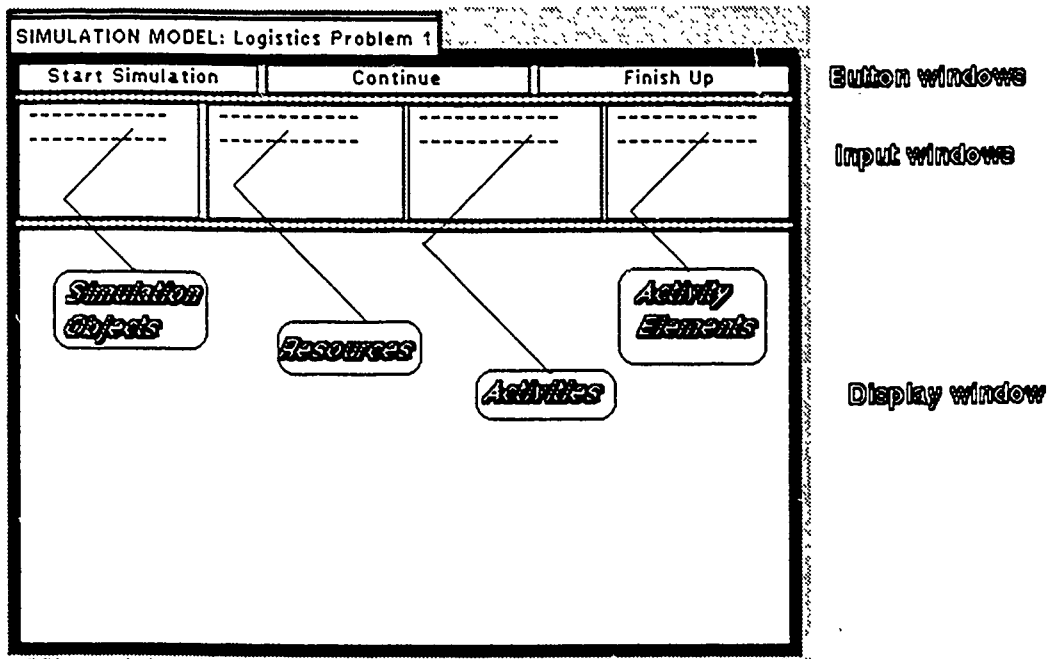 SIMULATION MODEL: Logistics Problem 1
Start Simulation Continue Finish Up
Button windows
Input windows
Simulation
Objects
Resources
Activities
Activity
Elements
Display window